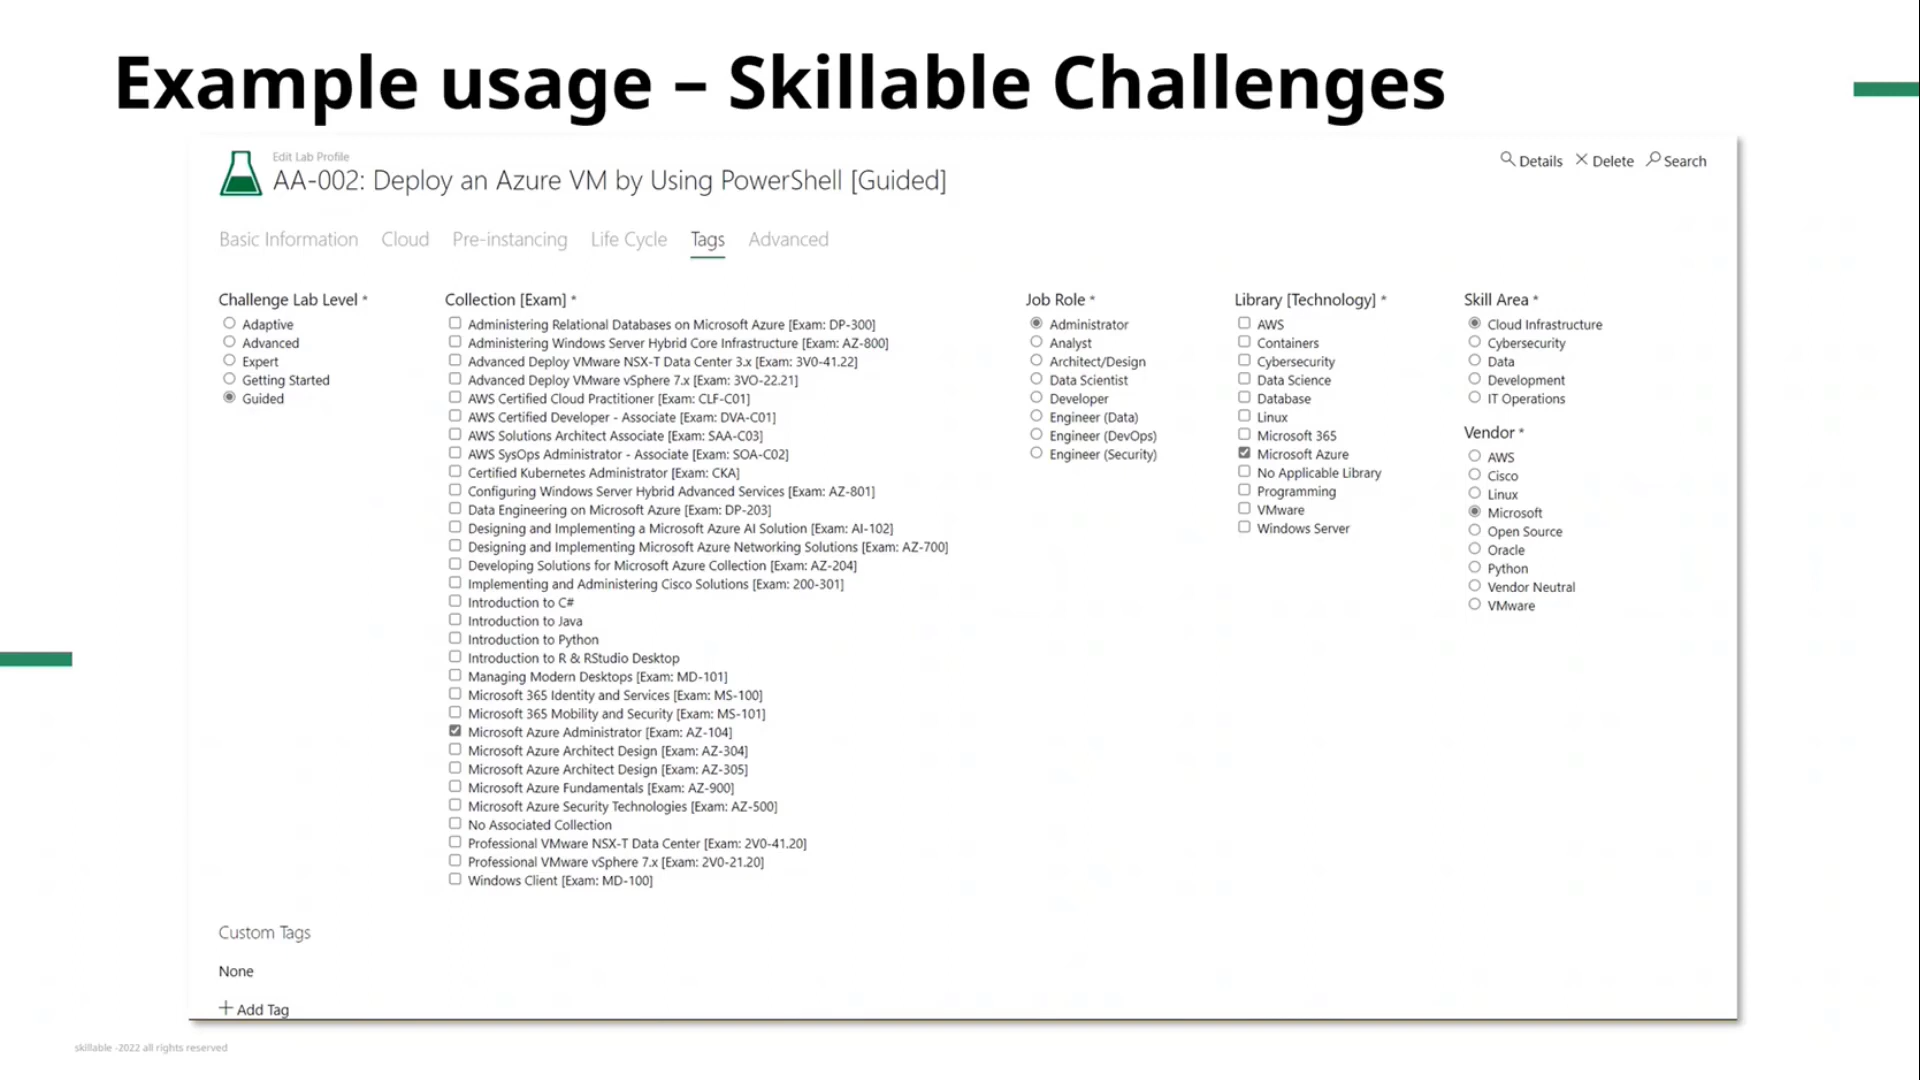 Example usage – Skillable Challenges
Edit Lab Profile
AA-002: Deploy an Azure VM by Using PowerShell [Guided]
Details
Delete
Search
Basic Information
Cloud
Pre-instancing
Life Cycle
Tags
Advanced
Challenge Lab Level *
Adaptive
Advanced
Expert
Getting Started
Guided
Collection [Exam] *
Administering Relational Databases on Microsoft Azure [Exam: DP-300]
Administering Windows Server Hybrid Core Infrastructure [Exam: AZ-800]
Advanced Deploy VMware NSX-T Data Center 3.x [Exam: 3V0-41.22]
Advanced Deploy VMware vSphere 7.x [Exam: 3VO-22.21]
AWS Certified Cloud Practitioner [Exam: CLF-C01]
AWS Certified Developer - Associate [Exam: DVA-C01]
AWS Solutions Architect Associate [Exam: SAA-C03]
AWS SysOps Administrator - Associate [Exam: SOA-C02]
Certified Kubernetes Administrator [Exam: CKA]
Configuring Windows Server Hybrid Advanced Services [Exam: AZ-801]
Data Engineering on Microsoft Azure [Exam: DP-203]
Designing and Implementing a Microsoft Azure AI Solution [Exam: AI-102]
Designing and Implementing Microsoft Azure Networking Solutions [Exam: AZ-700]
Developing Solutions for Microsoft Azure Collection [Exam: AZ-204]
Implementing and Administering Cisco Solutions [Exam: 200-301]
Introduction to C#
Introduction to Java
Introduction to Python
Introduction to R & RStudio Desktop
Managing Modern Desktops [Exam: MD-101]
Microsoft 365 Identity and Services [Exam: MS-100]
Microsoft 365 Mobility and Security [Exam: MS-101]
Microsoft Azure Administrator [Exam: AZ-104]
Microsoft Azure Architect Design [Exam: AZ-304]
Microsoft Azure Architect Design [Exam: AZ-305]
Microsoft Azure Fundamentals [Exam: AZ-900]
Microsoft Azure Security Technologies [Exam: AZ-500]
No Associated Collection
Professional VMware NSX-T Data Center [Exam: 2V0-41.20]
Professional VMware vSphere 7.x [Exam: 2V0-21.20]
Windows Client [Exam: MD-100]
Job Role *
Administrator
Analyst
Architect/Design
Data Scientist
Developer
Engineer (Data)
Engineer (DevOps)
Engineer (Security)
Library [Technology] *
AWS
Containers
Cybersecurity
Data Science
Database
Linux
Microsoft 365
Microsoft Azure
No Applicable Library
Programming
VMware
Windows Server
Skill Area *
Cloud Infrastructure
Cybersecurity
Data
Development
IT Operations
Vendor *
AWS
Cisco
Linux
Microsoft
Open Source
Oracle
Python
Vendor Neutral
VMware
Custom Tags
None
Add Tag
skillable -2022 all rights reserved